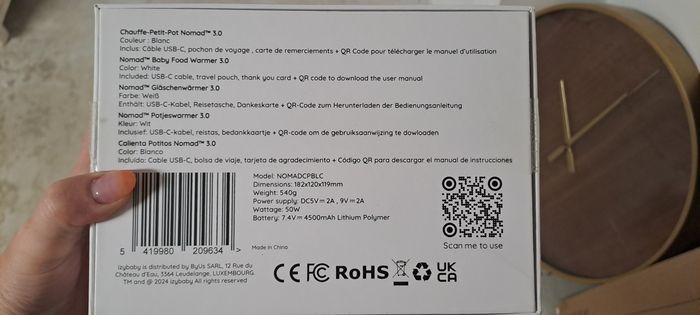 Chauffe-Petit-Pot Nomad™ 3.0
Couleur : Blanc
Inclus: Câble USB-C, pochon de voyage , carte de remerciements + QR Code pour télécharger le manuel d'utilisation
Nomad™ Baby Food Warmer 3.0
Color: White
Included: USB-C cable, travel pouch, thank you card + QR code to download the user manual
Nomad™ Gläschenwärmer 3.0
Farbe: Weiß
Enthält: USB-C-Kabel, Reisetasche, Dankeskarte + QR-Code zum Herunterladen der Bedienungsanleitung
Nomad™ Potjeswarmer 3.0
Kleur: Wit
Inclusief: USB-C-kabel, reistas, bedankkaartje + QR-code om de gebruiksaanwijzing te dowloaden
Calienta Potitos Nomad™ 3.0
Color: Blanco
Incluido: Cable USB-C, bolsa de viaje, tarjeta de agradecimiento + Código QR para descargar el manual de instrucciones
Model: NOMADCPBLC
Dimensions: 182x120x119mm
Weight: 540g
Power supply: DC5V⎓2A , 9V⎓2A
Wattage: 50W
Battery: 7.4V⎓4500mAh Lithium Polymer
5 419980 209634 >
Made in China
Scan me to use
izybaby is distributed by ByUs SARL, 12 Rue du
Château d'Eau, 3364 Leudelange, LUXEMBOURG.
TM and @ 2024 izybaby All rights reserved
CE FC RoHS UK
CA